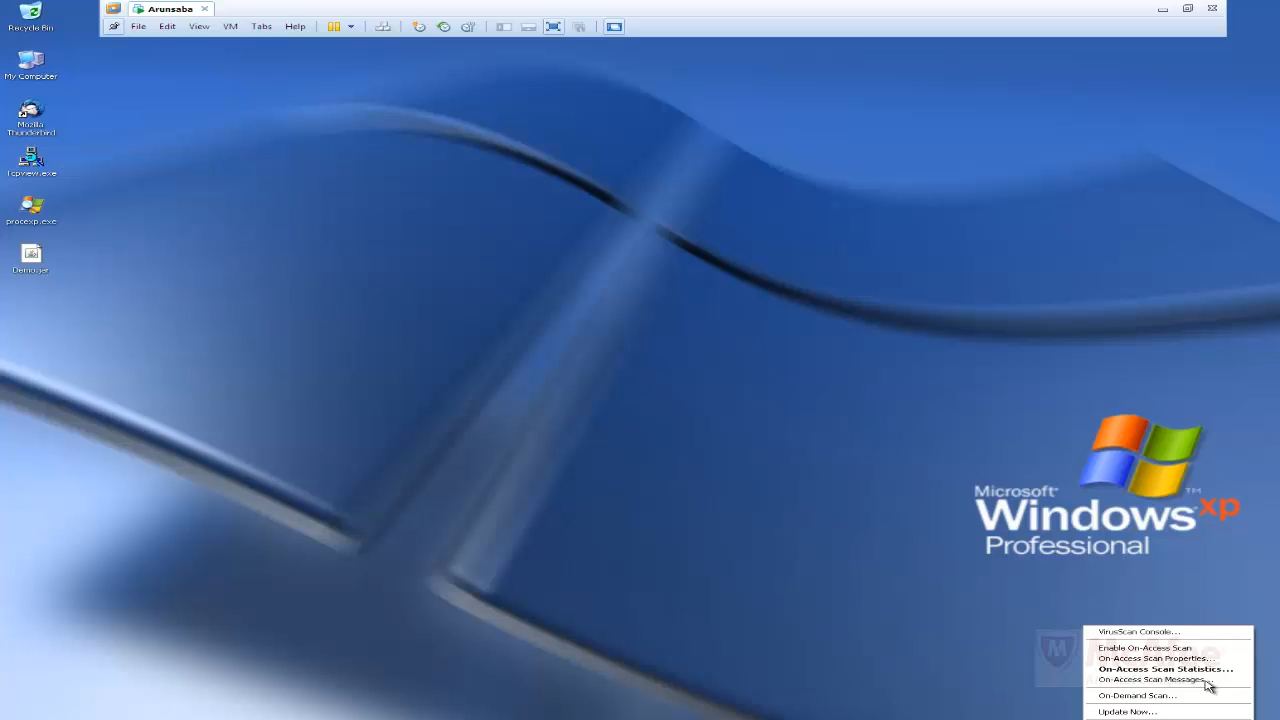 Arunsaba
File Edit View VM Tabs Help
Recycle Bin
My Computer
Mozilla
Thunderbird
Tcpview.exe
procexp.exe
Demo.jar
Microsoft®
Windows xp
Professional
VirusScan Console...
Enable On-Access Scan
On-Access Scan Properties...
On-Access Scan Statistics...
On-Access Scan Messages...
On-Demand Scan...
Update Now...